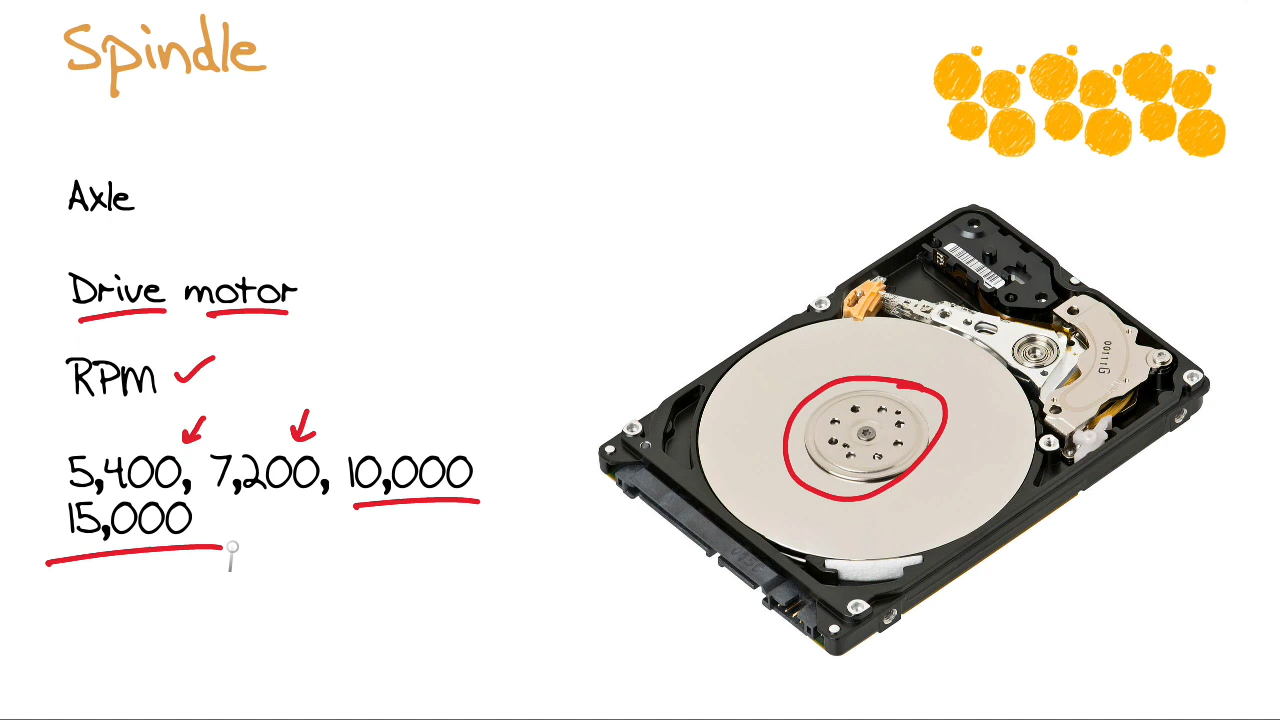 Spindle
Axle
Drive motor
RPM
5,400, 7,200, 10,000
15,000